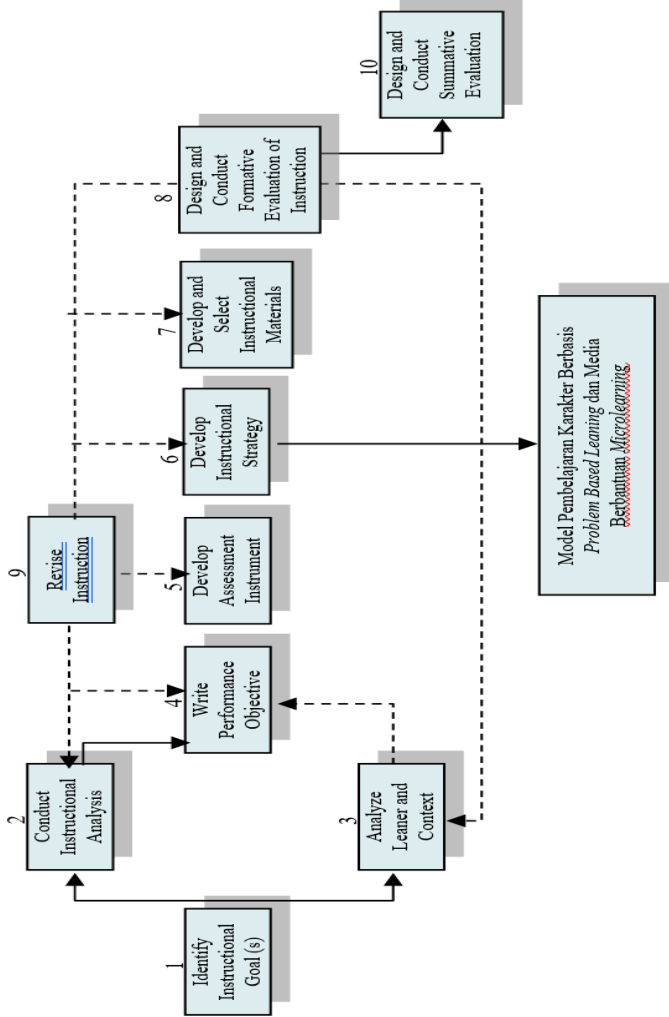 1
Identify
Instructional
Goal (s)
2
Conduct
Instructional
Analysis
3
Analyze
Leaner and
Context
4
Write
Performance
Objective
5
Develop
Assessment
Instrument
6
Develop
Instructional
Strategy
7
Develop and
Select
Instructional
Materials
8
Design and
Conduct
Formative
Evaluation of
Instruction
9
Revise
Instruction
10
Design and
Conduct
Summative
Evaluation
Model Pembelajaran Karakter Berbasis
Problem Based Leaning dan Media
Berbantuan Microlearning